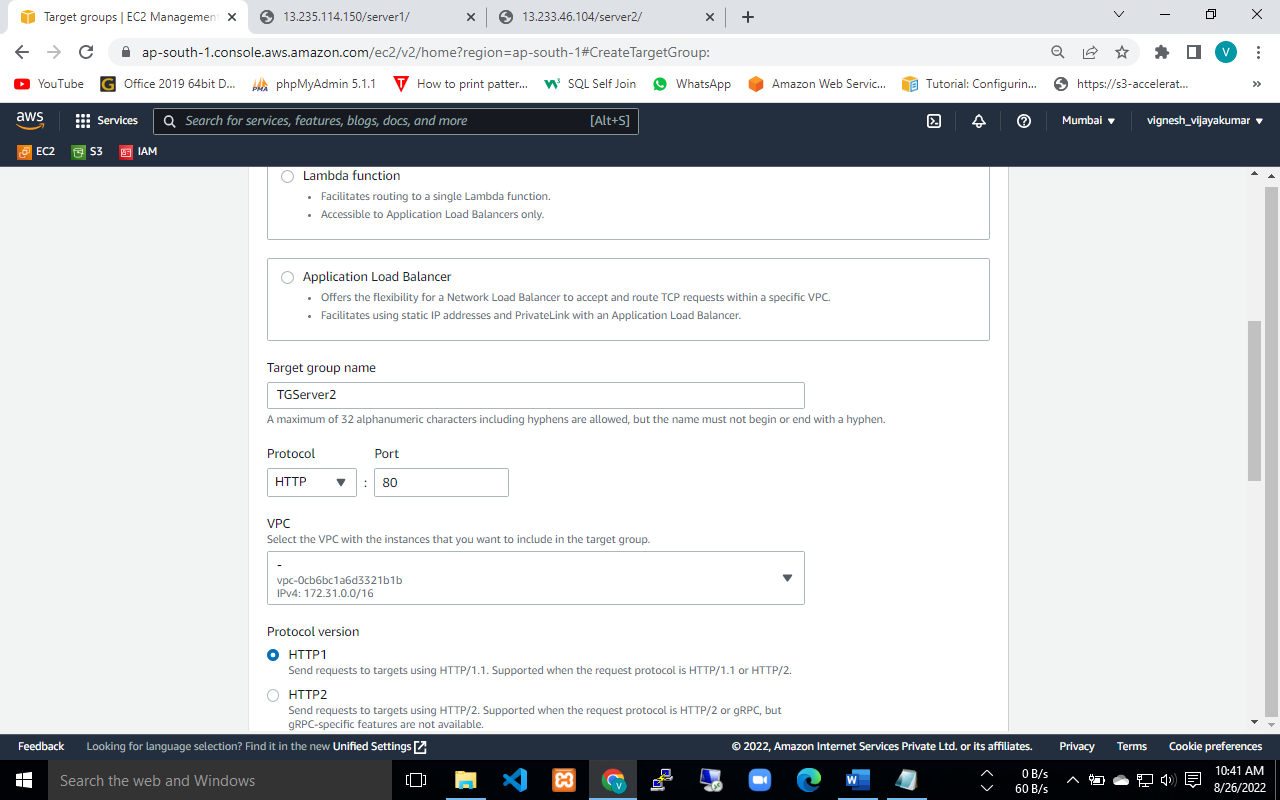 Target groups | EC2 Management
13.235.114.150/server1/
13.233.46.104/server2/
ap-south-1.console.aws.amazon.com/ec2/v2/home?region=ap-south-1#CreateTargetGroup:
V
YouTube
Office 2019 64bit D...
phpMyAdmin 5.1.1
How to print patter...
SQL Self Join
WhatsApp
Amazon Web Servic...
Tutorial: Configurin...
https://s3-accelerat...
»
aws
Services
Search for services, features, blogs, docs, and more
[Alt+S]
Mumbai
vignesh_vijayakumar
EC2
S3
IAM
Lambda function
• Facilitates routing to a single Lambda function.
• Accessible to Application Load Balancers only.
Application Load Balancer
• Offers the flexibility for a Network Load Balancer to accept and route TCP requests within a specific VPC.
• Facilitates using static IP addresses and PrivateLink with an Application Load Balancer.
Target group name
TGServer2
A maximum of 32 alphanumeric characters including hyphens are allowed, but the name must not begin or end with a hyphen.
Protocol
Port
HTTP
:
80
VPC
Select the VPC with the instances that you want to include in the target group.
-
vpc-0cb6bc1a6d3321b1b
IPv4: 172.31.0.0/16
Protocol version
HTTP1
Send requests to targets using HTTP/1.1. Supported when the request protocol is HTTP/1.1 or HTTP/2.
HTTP2
Send requests to targets using HTTP/2. Supported when the request protocol is HTTP/2 or gRPC, but
gRPC-specific features are not available.
Feedback
Looking for language selection? Find it in the new Unified Settings
© 2022, Amazon Internet Services Private Ltd. or its affiliates.
Privacy
Terms
Cookie preferences
Search the web and Windows
0 B/s
60 B/s
10:41 AM
8/26/2022